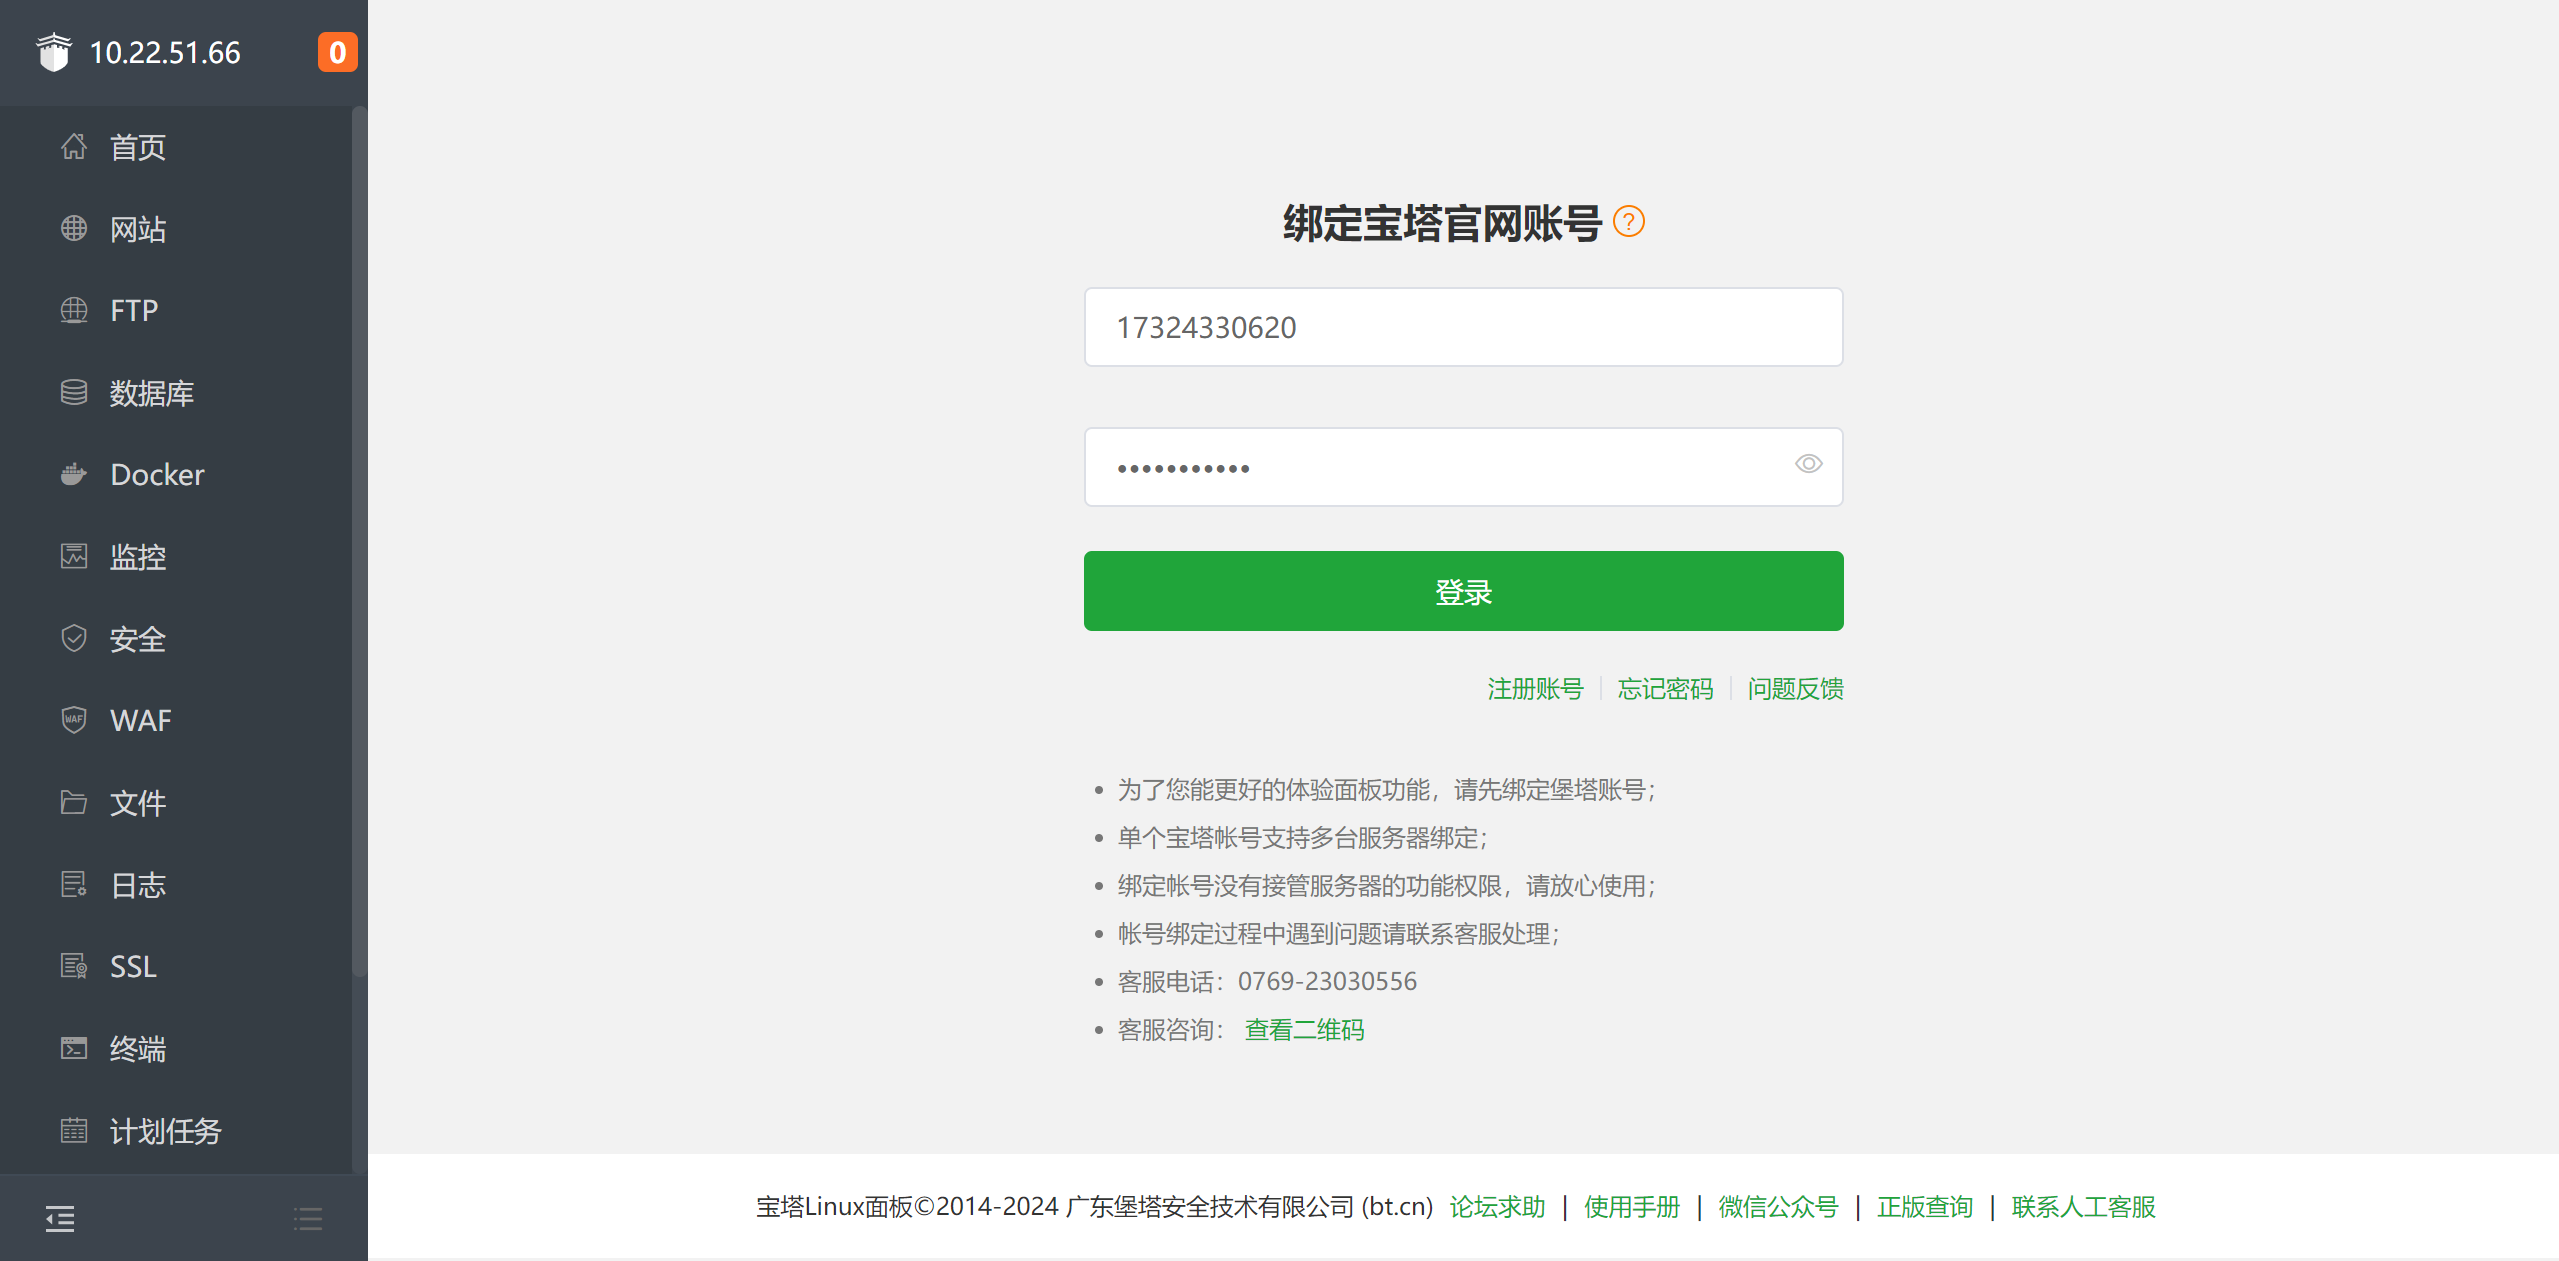 10.22.51.66
0
首页
网站
FTP
数据库
Docker
监控
安全
WAF
WAF
文件
日志
SSL
终端
计划任务
绑定宝塔官网账号 ?
17324330620
•••••••••••
登录
注册账号 | 忘记密码 | 问题反馈
• 为了您能更好的体验面板功能，请先绑定堡塔账号；
• 单个宝塔帐号支持多台服务器绑定；
• 绑定帐号没有接管服务器的功能权限，请放心使用；
• 帐号绑定过程中遇到问题请联系客服处理；
• 客服电话：0769-23030556
• 客服咨询： 查看二维码
宝塔Linux面板©2014-2024 广东堡塔安全技术有限公司 (bt.cn) 论坛求助 | 使用手册 | 微信公众号 | 正版查询 | 联系人工客服